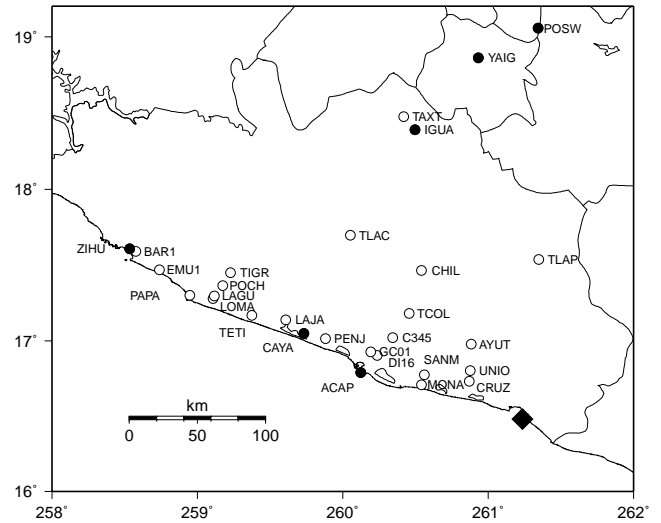 19°
POSW
YAIG
TAXT
IGUA
18°
TLAC
ZIHU
BAR1
TLAP
EMU1
TIGR
CHIL
POCH
PAPA
LAGU
LOMA
TCOL
LAJA
TETI
17°
CAYA
PENJ
C345
AYUT
GC01
DI16
SANM
UNIO
ACAP
MONA
CRUZ
km
0 50 100
16°
258 259 260 261 262